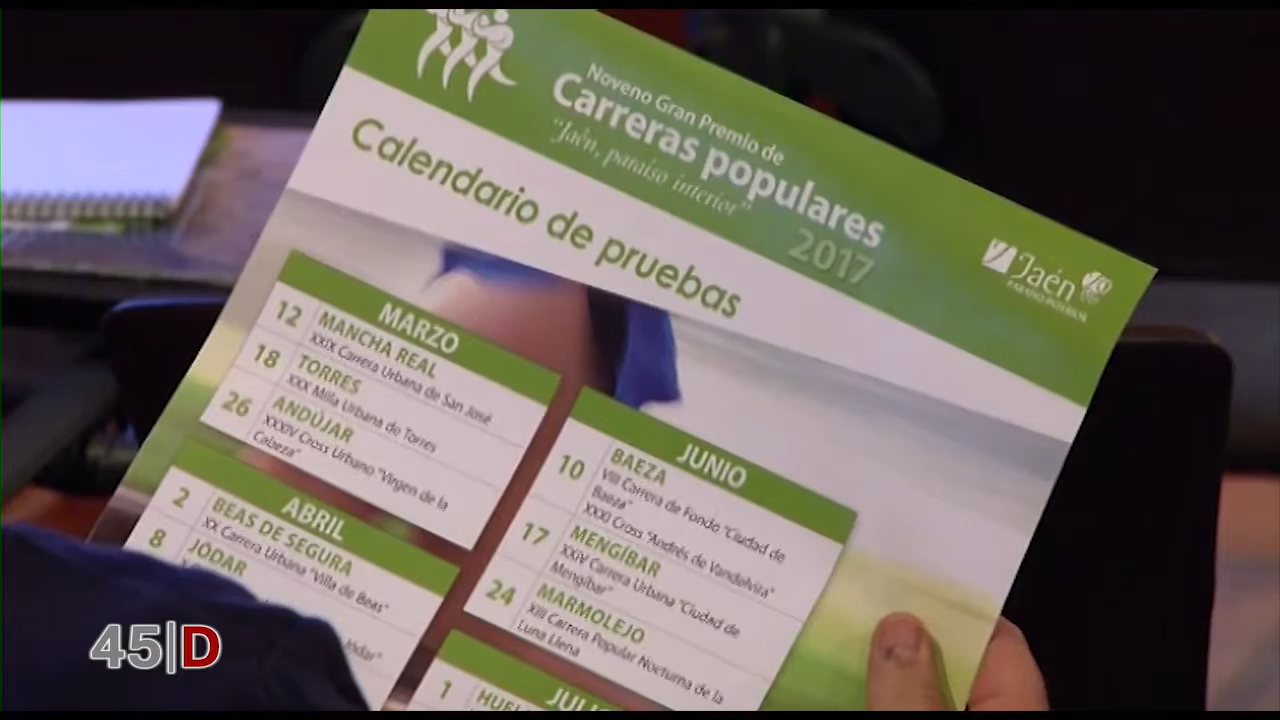 Noveno Gran Premio de
Carreras populares
"Jaén, paraíso interior"
2017
Jaén
PARAÍSO INTERIOR
Calendario de pruebas
MARZO
12 MANCHA REAL
XXIX Carrera Urbana de San José
18 TORRES
XXX Milla Urbana de Torres
26 ANDÚJAR
XXXIV Cross Urbano "Virgen de la
Cabeza"
ABRIL
2 BEAS DE SEGURA
XX Carrera Urbana "Villa de Beas"
8 JÓDAR
Jódar"
JUNIO
10 BAEZA
VIII Carrera de Fondo "Ciudad de
Baeza"
XXXI Cross "Andrés de Vandelvira"
17 MENGÍBAR
XXIV Carrera Urbana "Ciudad de
Mengíbar"
24 MARMOLEJO
XIII Carrera Popular Nocturna de la
Luna Llena
1
45|D